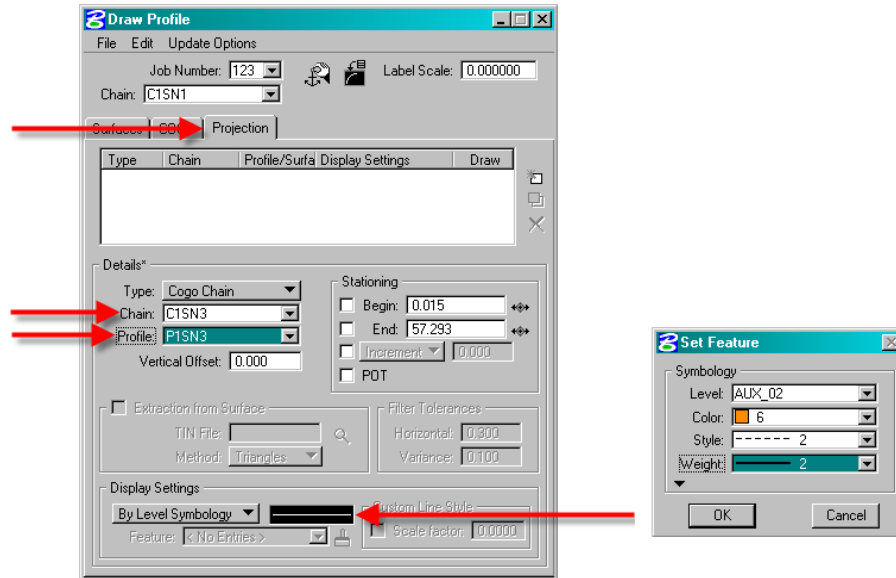 Draw Profile
File Edit Update Options
Job Number: 123 Label Scale: 0.000000
Chain: C1SN1
Surfaces COGO Projection
Type Chain Profile/Surfa Display Settings Draw
Details*
Type: Cogo Chain
Chain: C1SN3
Profile: P1SN3
Vertical Offset: 0.000
Stationing
Begin: 0.015
End: 57.293
Increment 0.000
POT
Extraction from Surface
TIN File:
Method: Triangles
Filter Tolerances
Horizontal: 0.300
Variance: 0.100
Display Settings
By Level Symbology
Feature: < No Entries >
Custom Line Style
Scale factor: 0.0000
Set Feature
Symbology
Level: AUX_02
Color: 6
Style: 2
Weight: 2
OK Cancel